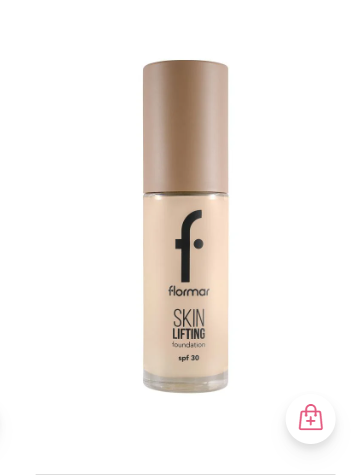 f
flormar
SKIN
LIFTING
foundation
spf 30